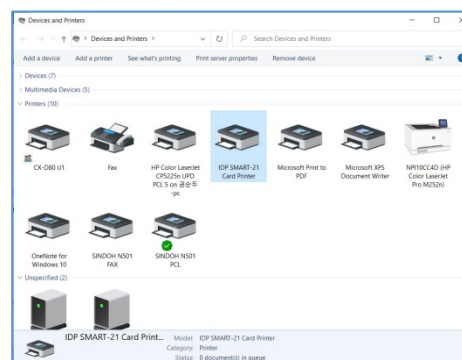 Devices and Printers
Devices and Printers
Search Devices and Printers
Add a device Add a printer See what's printing Print server properties Remove device
Devices (7)
Multimedia Devices (5)
Printers (10)
CX-D80 U1
Fax
HP Color LaserJet
CP5225n UPD
PCL 5 on 권순두
-pc
IDP SMART-21
Card Printer
Microsoft Print to
PDF
Microsoft XPS
Document Writer
NPI10CC4D (HP
Color LaserJet
Pro M252n)
OneNote for
Windows 10
SINDOH N501
FAX
SINDOH N501
PCL
Unspecified (2)
IDP SMART-21 Card Print...
Model: IDP SMART-21 Card Printer
Category: Printer
Status: 0 document(s) in queue